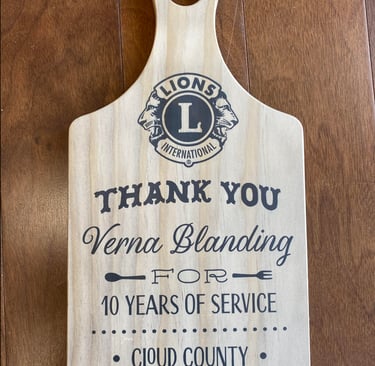 LIONS
L
INTERNATIONAL
®
THANK YOU
Verna Blanding
FOR
10 YEARS OF SERVICE
• CLOUD COUNTY •